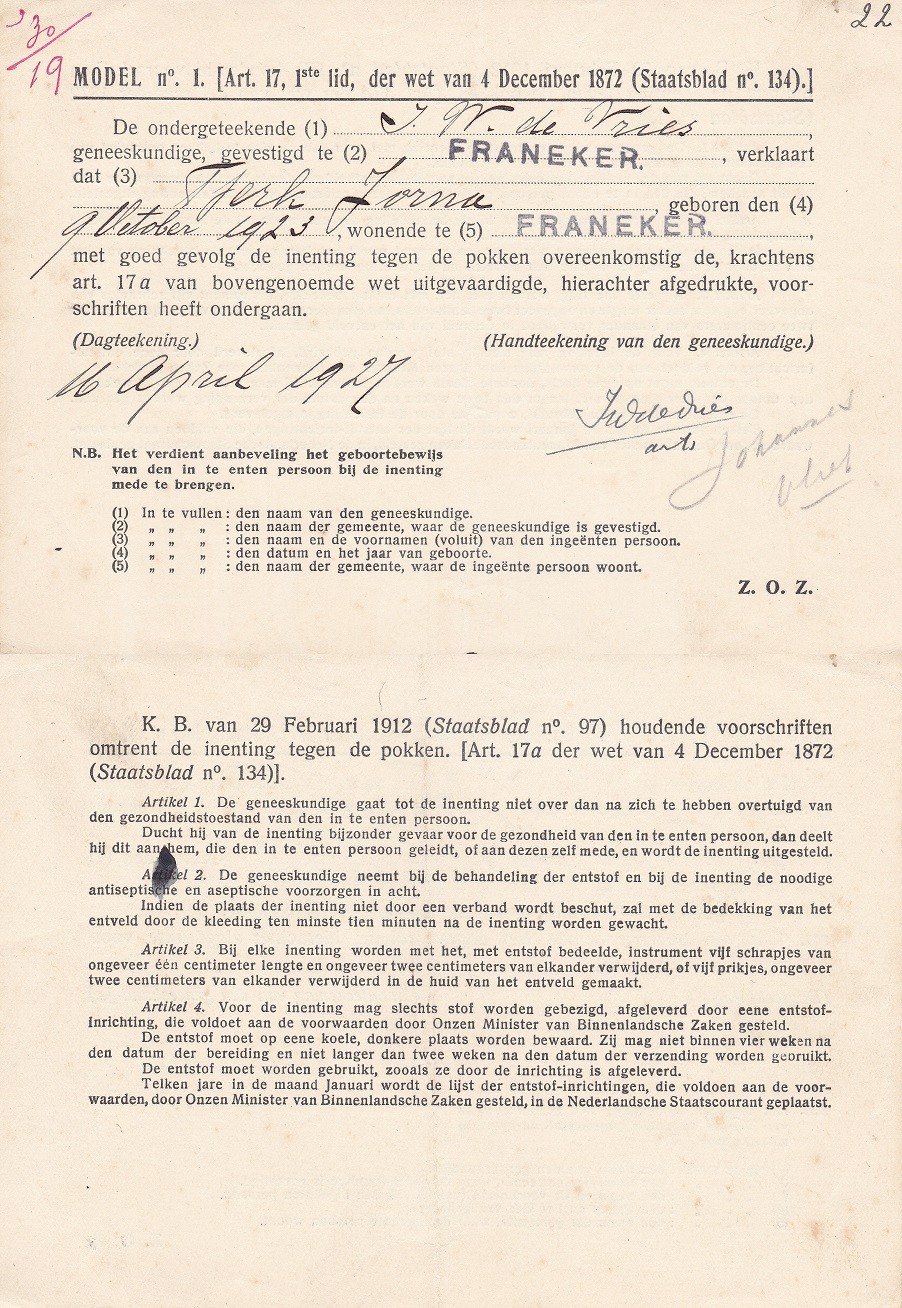 30
19
22
MODEL nº. 1. [Art. 17, 1ste lid, der wet van 4 December 1872 (Staatsblad nº. 134).]
De ondergeteekende (1) J. W. de Vries,
geneeskundige, gevestigd te (2) FRANEKER., verklaart
dat (3)
Tjerk Zorna, geboren den (4)
9 October 1923, wonende te (5) FRANEKER.,
met goed gevolg de inenting tegen de pokken overeenkomstig de, krachtens
art. 17a van bovengenoemde wet uitgevaardigde, hierachter afgedrukte, voor-
schriften heeft ondergaan.
(Dagteekening.) (Handteekening van den geneeskundige.)
16 April 1927
JWdeVries
arts
Johannes
N.B. Het verdient aanbeveling het geboortebewijs
van den in te enten persoon bij de inenting
mede te brengen.
(1) In te vullen: den naam van den geneeskundige.
(2) „ „ „ : den naam der gemeente, waar de geneeskundige is gevestigd.
(3) „ „ „ : den naam en de voornamen (voluit) van den ingeënten persoon.
(4) „ „ „ : den datum en het jaar van geboorte.
(5) „ „ „ : den naam der gemeente, waar de ingeënte persoon woont.
Z. O. Z.
K. B. van 29 Februari 1912 (Staatsblad nº. 97) houdende voorschriften
omtrent de inenting tegen de pokken. [Art. 17a der wet van 4 December 1872
(Staatsblad nº. 134)].
Artikel 1. De geneeskundige gaat tot de inenting niet over dan na zich te hebben overtuigd van
den gezondheidstoestand van den in te enten persoon.
Ducht hij van de inenting bijzonder gevaar voor de gezondheid van den in te enten persoon, dan deelt
hij dit aan hem, die den in te enten persoon geleidt, of aan dezen zelf mede, en wordt de inenting uitgesteld.
Artikel 2. De geneeskundige neemt bij de behandeling der entstof en bij de inenting de noodige
antiseptische en aseptische voorzorgen in acht.
Indien de plaats der inenting niet door een verband wordt beschut, zal met de bedekking van het
entveld door de kleeding ten minste tien minuten na de inenting worden gewacht.
Artikel 3. Bij elke inenting worden met het, met entstof bedeelde, instrument vijf schrapjes van
ongeveer één centimeter lengte en ongeveer twee centimeters van elkander verwijderd, of vijf prikjes, ongeveer
twee centimeters van elkander verwijderd in de huid van het entveld gemaakt.
Artikel 4. Voor de inenting mag slechts stof worden gebezigd, afgeleverd door eene entstof-
inrichting, die voldoet aan de voorwaarden door Onzen Minister van Binnenlandsche Zaken gesteld.
De entstof moet op eene koele, donkere plaats worden bewaard. Zij mag niet binnen vier weken na
den datum der bereiding en niet langer dan twee weken na den datum der verzending worden gebruikt.
De entstof moet worden gebruikt, zooals ze door de inrichting is afgeleverd.
Telken jare in de maand Januari wordt de lijst der entstof-inrichtingen, die voldoen aan de voor-
waarden, door Onzen Minister van Binnenlandsche Zaken gesteld, in de Nederlandsche Staatscourant geplaatst.